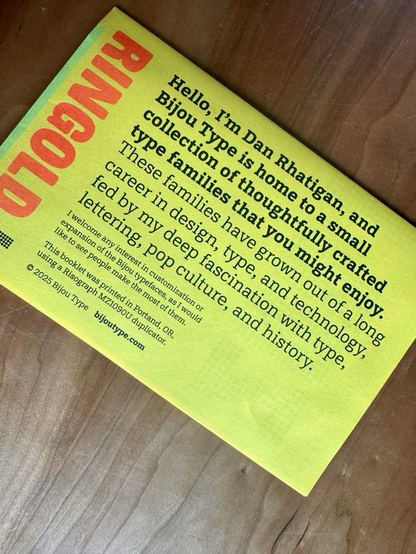 RINGOLD
Hello, I'm Dan Rhatigan, and
Bijou Type is home to a small
collection of thoughtfully crafted
type families that you might enjoy.
These families have grown out of a long
career in design, type, and technology,
fed by my deep fascination with type,
lettering, pop culture, and history.
I welcome any interest in customization or
expansion of the Bijou typefaces, as I would
like to see people make the most of them.
This booklet was printed in Portand, OR,
using a Risograph MZ1090U duplicator.
© 2025 Bijou Type bijoutype.com